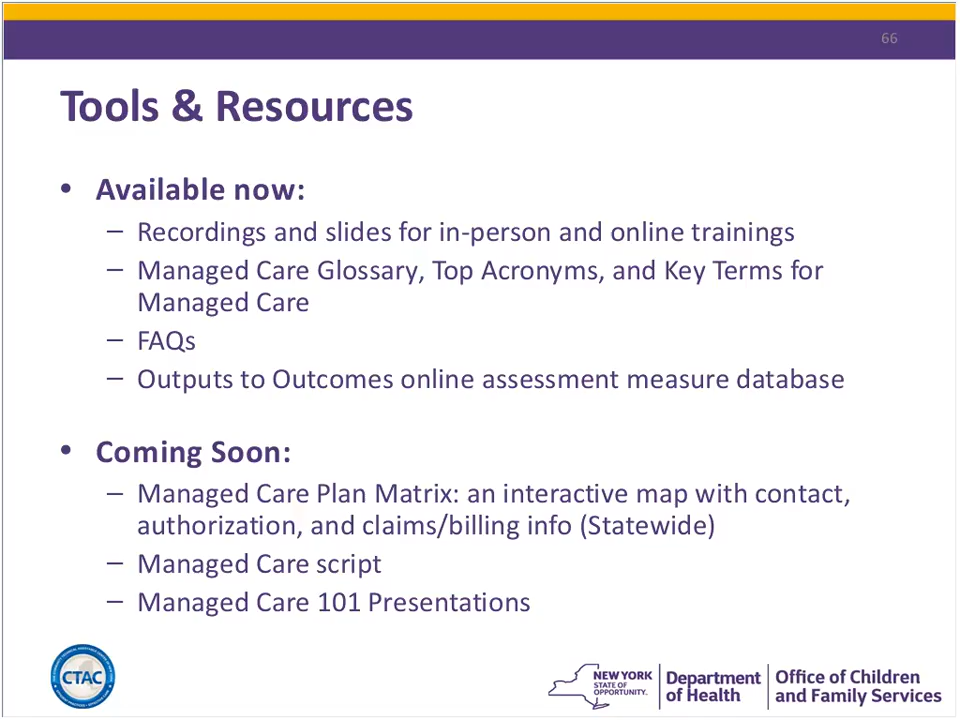 66
Tools & Resources
• Available now:
– Recordings and slides for in-person and online trainings
– Managed Care Glossary, Top Acronyms, and Key Terms for
Managed Care
– FAQs
– Outputs to Outcomes online assessment measure database
• Coming Soon:
– Managed Care Plan Matrix: an interactive map with contact,
authorization, and claims/billing info (Statewide)
– Managed Care script
– Managed Care 101 Presentations
CTAC
NEW YORK
STATE OF
OPPORTUNITY.
Department
of Health
Office of Children
and Family Services